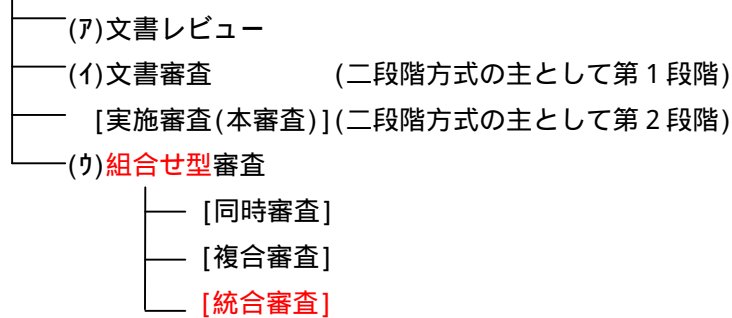 (ｱ)文書レビュー
(ｲ)文書審査 (二段階方式の主として第１段階)
[実施審査(本審査)](二段階方式の主として第２段階)
(ｳ)組合せ型審査
[同時審査]
[複合審査]
[統合審査]